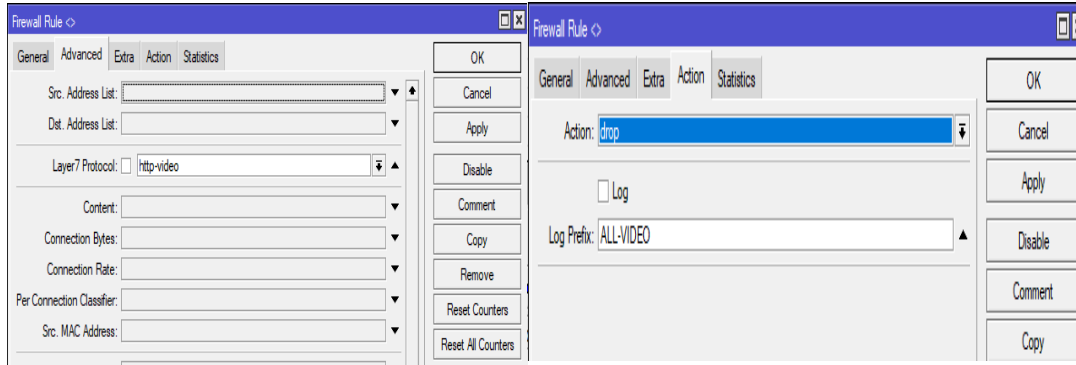 Firewall Rule <>
General Advanced Extra Action Statistics
Src. Address List:
Dst. Address List:
Layer7 Protocol: http-video
Content:
Connection Bytes:
Connection Rate:
Per Connection Classifier:
Src. MAC Address:
OK
Cancel
Apply
Disable
Comment
Copy
Remove
Reset Counters
Reset All Counters
Firewall Rule <>
General Advanced Extra Action Statistics
Action: drop
Log
Log Prefix: ALL-VIDEO
OK
Cancel
Apply
Disable
Comment
Copy